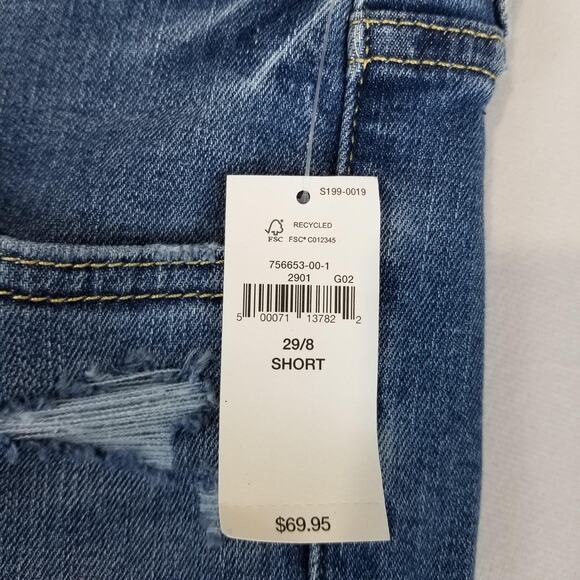 S199-0019
RECYCLED
FSC FSC® C012345
756653-00-1
2901 G02
5 00071 13782 2
29/8
SHORT
$69.95